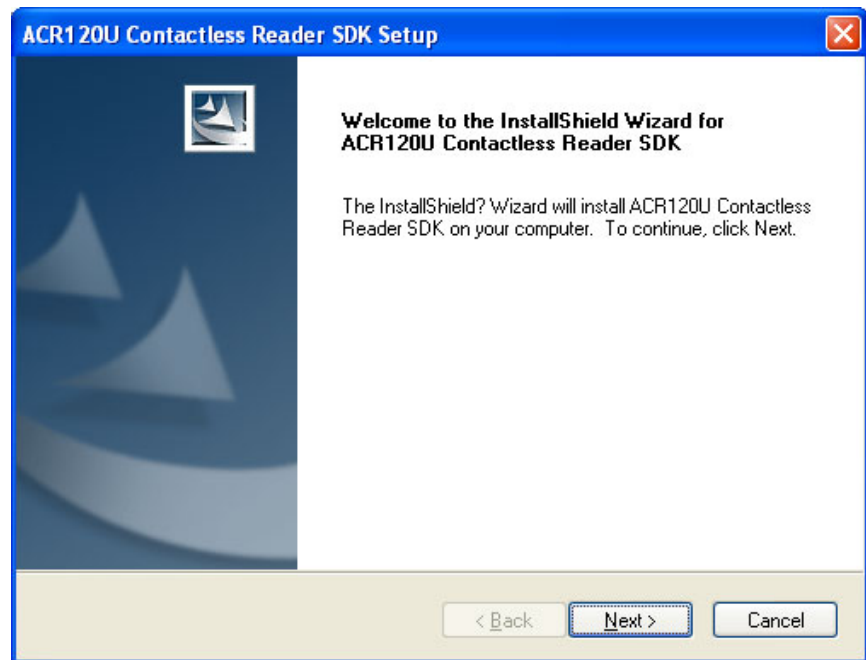 ACR120U Contactless Reader SDK Setup
Welcome to the InstallShield Wizard for
ACR120U Contactless Reader SDK
The InstallShield? Wizard will install ACR120U Contactless
Reader SDK on your computer. To continue, click Next.
< Back
Next >
Cancel